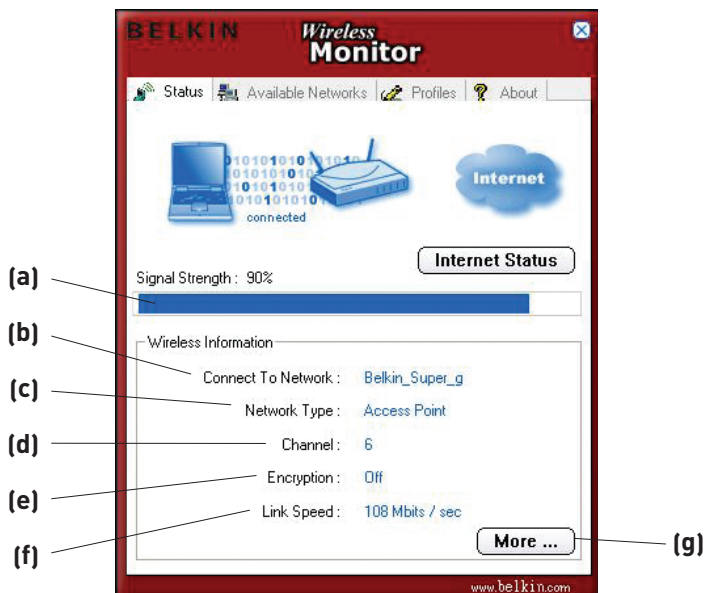 BELKIN Wireless Monitor
Status Available Networks Profiles About
connected
Internet
Internet Status
(a) Signal Strength : 90%
Wireless Information
(b) Connect To Network : Belkin_Super_g
(c) Network Type : Access Point
(d) Channel : 6
(e) Encryption : Off
(f) Link Speed : 108 Mbits / sec
More ... (g)
www.belkin.com